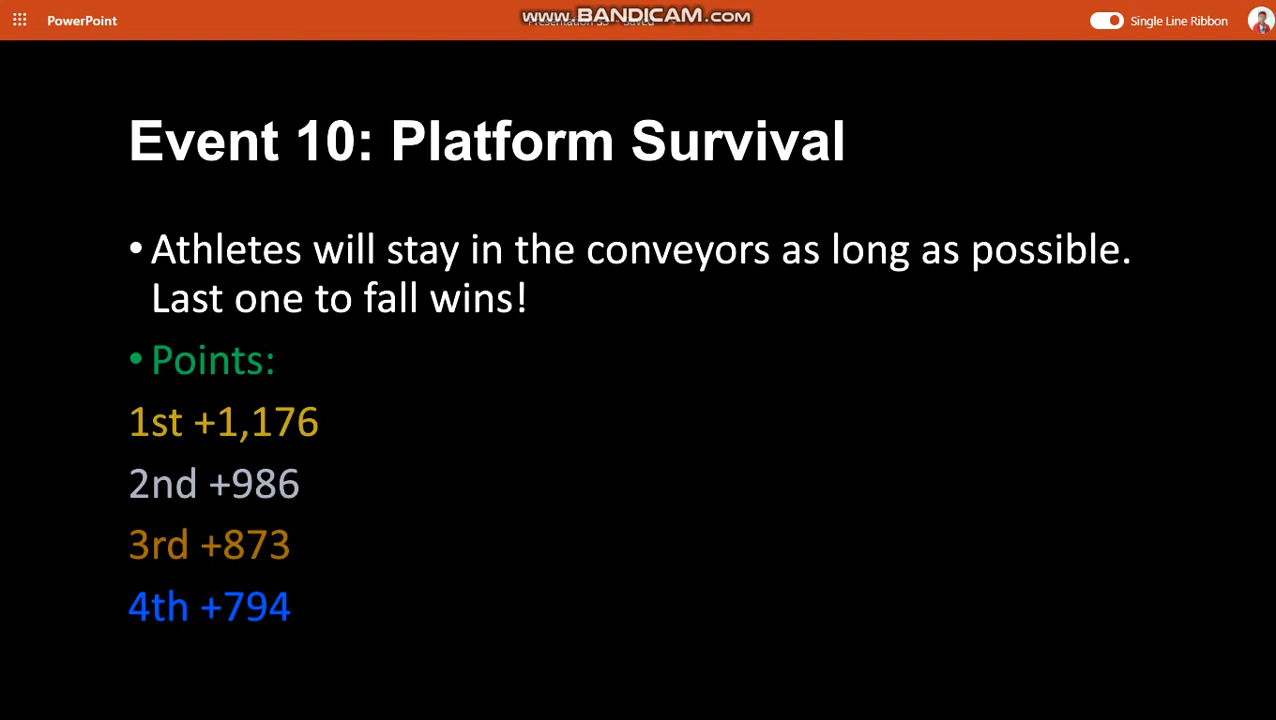 PowerPoint
www.BANDICAM.com
Single Line Ribbon
Event 10: Platform Survival
• Athletes will stay in the conveyors as long as possible.
Last one to fall wins!
• Points:
1st +1,176
2nd +986
3rd +873
4th +794